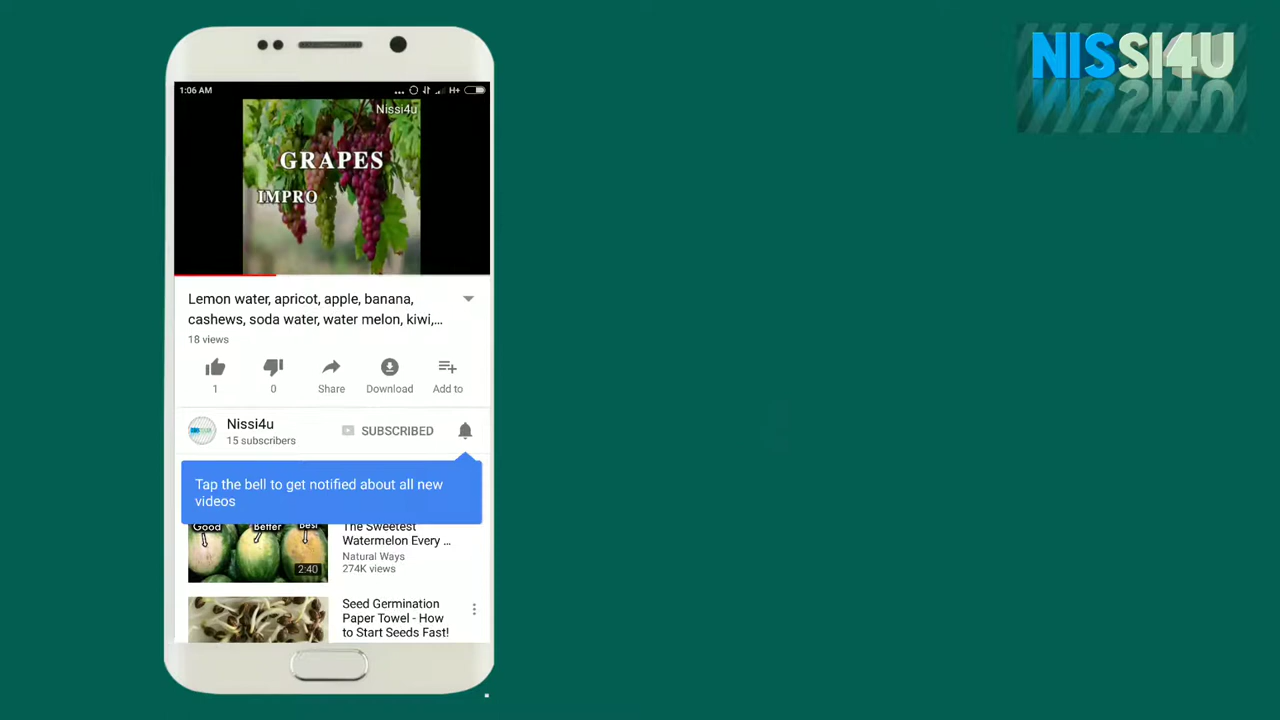 NISSI4U
1:06 AM
H+
Nissi4u
GRAPES
IMPRO
Lemon water, apricot, apple, banana,
cashews, soda water, water melon, kiwi,...
18 views
1
0
Share
Download
Add to
Nissi4u
15 subscribers
SUBSCRIBED
Tap the bell to get notified about all new
videos
Good
Better
Best
2:40
The Sweetest
Watermelon Every ...
Natural Ways
274K views
Seed Germination
Paper Towel - How
to Start Seeds Fast!